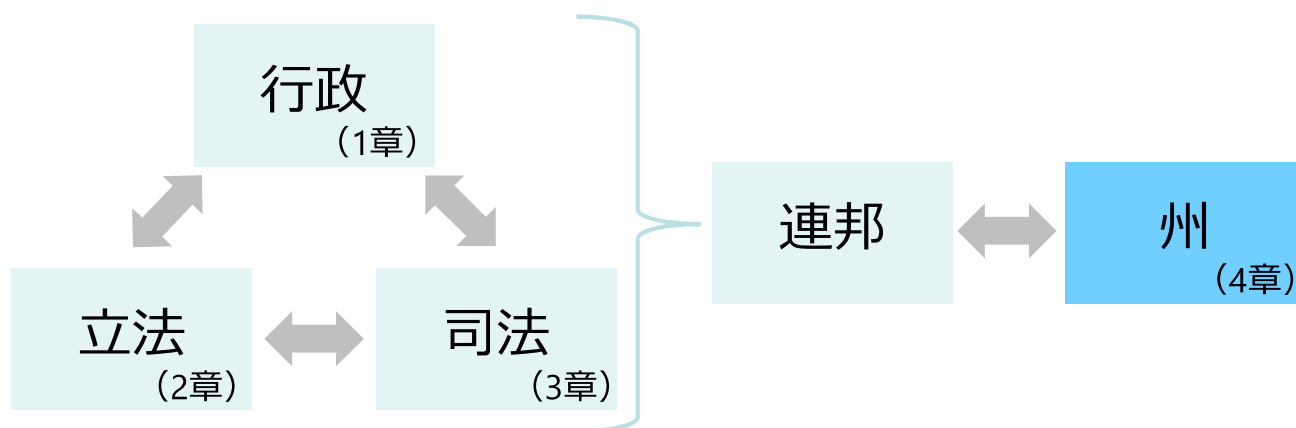 行政
（1章）
立法
（2章）
司法
（3章）
連邦
州
（4章）